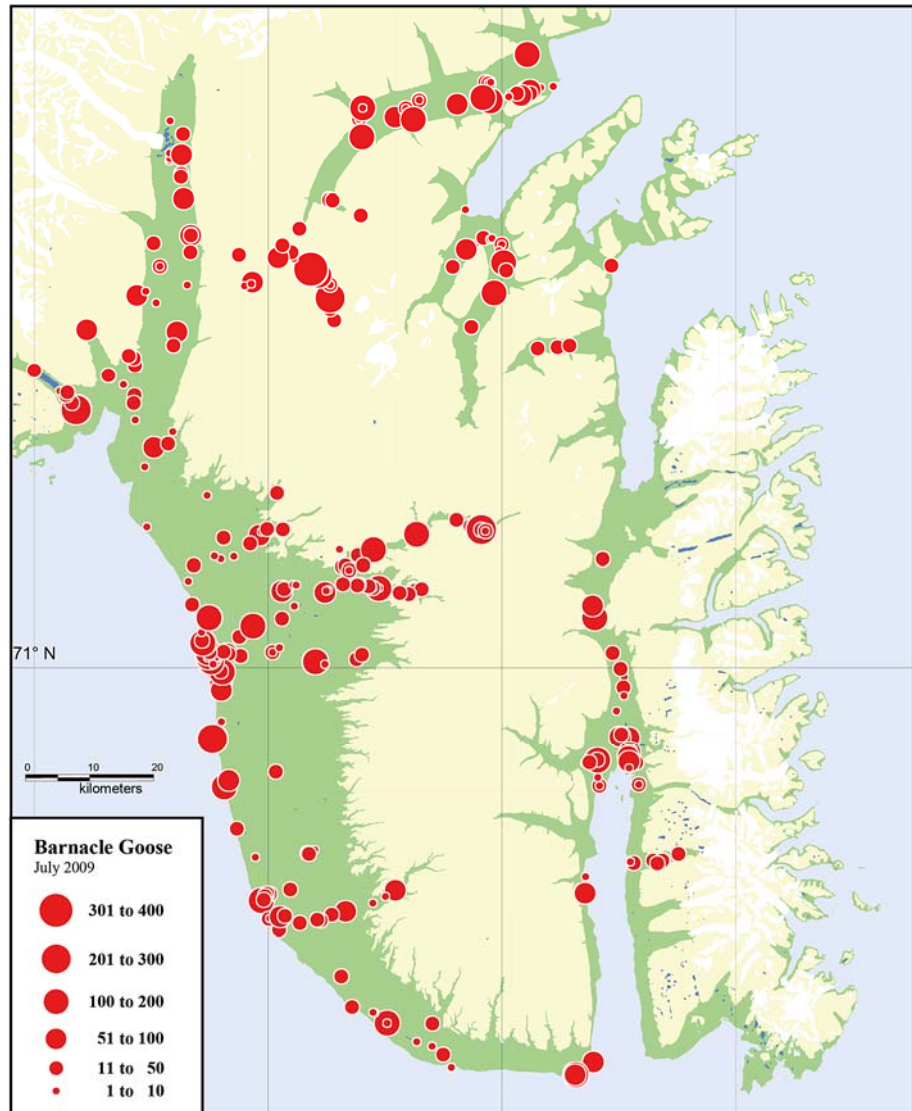 71° N
0 10 20
kilometers
Barnacle Goose
July 2009
301 to 400
201 to 300
100 to 200
51 to 100
11 to 50
1 to 10